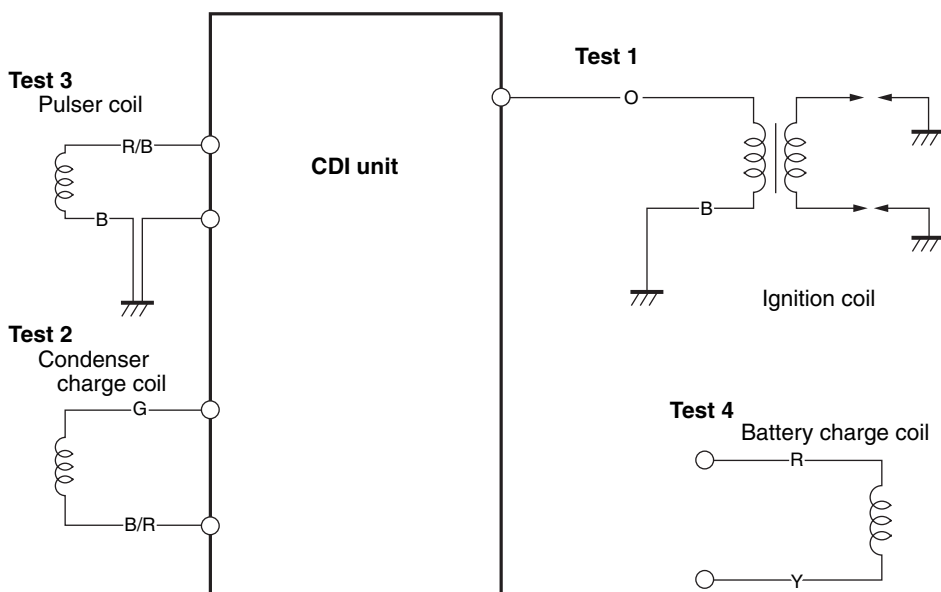 Test 3
Pulser coil
R/B
B
Test 2
Condenser
charge coil
G
B/R
CDI unit
Test 1
O
B
Ignition coil
Test 4
Battery charge coil
R
Y